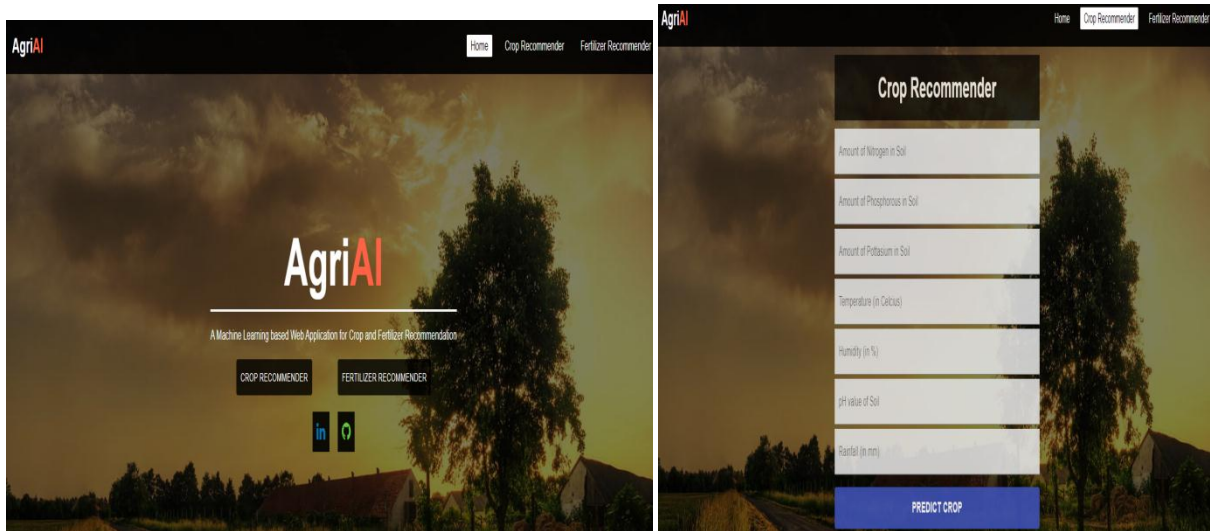 AgriAI
Home Crop Recommender Fertilizer Recommender
AgriAI
A Machine Learning based Web Application for Crop and Fertilizer Recommendation
CROP RECOMMENDER FERTILIZER RECOMMENDER
in
AgriAI
Home Crop Recommender Fertilizer Recommender
Crop Recommender
Amount of Nitrogen in Soil
Amount of Phosphorous in Soil
Amount of Pottasium in Soil
Temperature (in Celcius)
Humidity (in %)
pH value of Soil
Rainfall (in mm)
PREDICT CROP